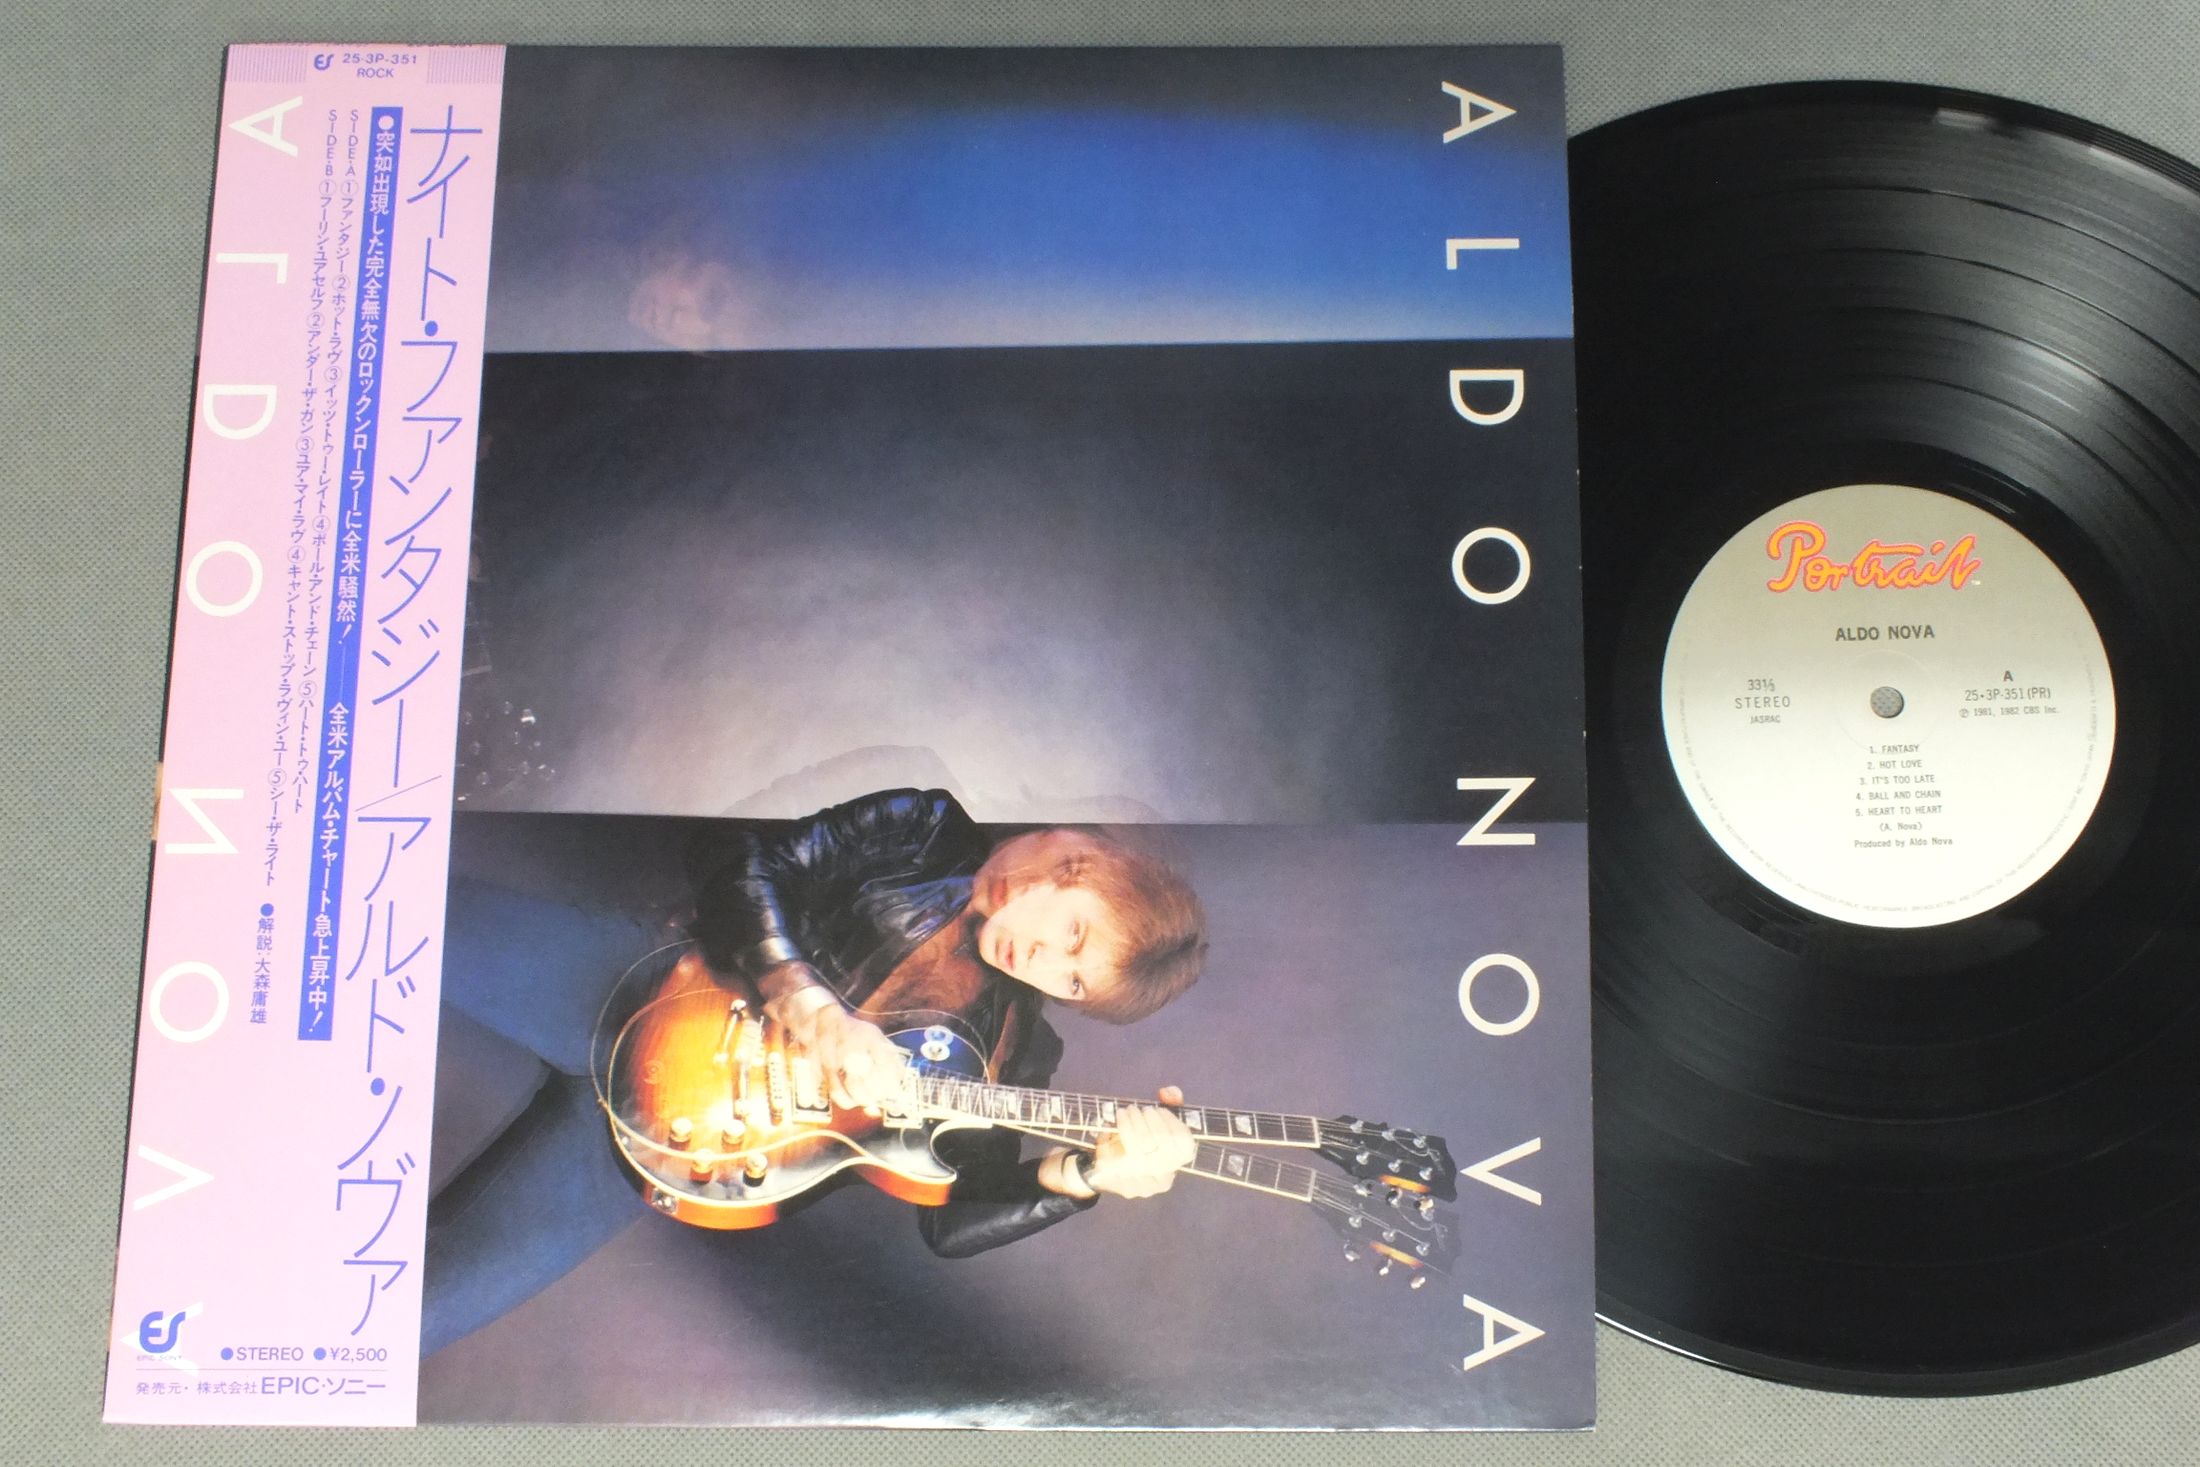 ES 25·3P-351
ROCK
ナイト・ファンタジー/アルド・ノヴァ
●突如出現した完全無欠のロックンローラーに全米騒然!——全米アルバム・チャート急上昇中!
SIDE・A ①ファンタジー②ホット・ラヴ③イッツ・トゥー・レイト④ボール・アンド・チェーン⑤ハート・トゥ・ハート
SIDE・B ①フーリン・ユアセルフ②アンダー・ザ・ガン③ユア・マイ・ラヴ④キャント・ストップ・ラヴィン・ユー⑤シー・ザ・ライト ●解説：大森庸雄
ALDO NOVA
ES
EPIC SONY
●STEREO ●¥2,500
発売元・株式会社EPIC・ソニー
ALDO NOVA
Portrait
ALDO NOVA
33⅓
STEREO
JASRAC
A
25・3P-351(PR)
Ⓟ 1981, 1982 CBS Inc.
1. FANTASY
2. HOT LOVE
3. IT'S TOO LATE
4. BALL AND CHAIN
5. HEART TO HEART
(A. Nova)
Produced by Aldo Nova